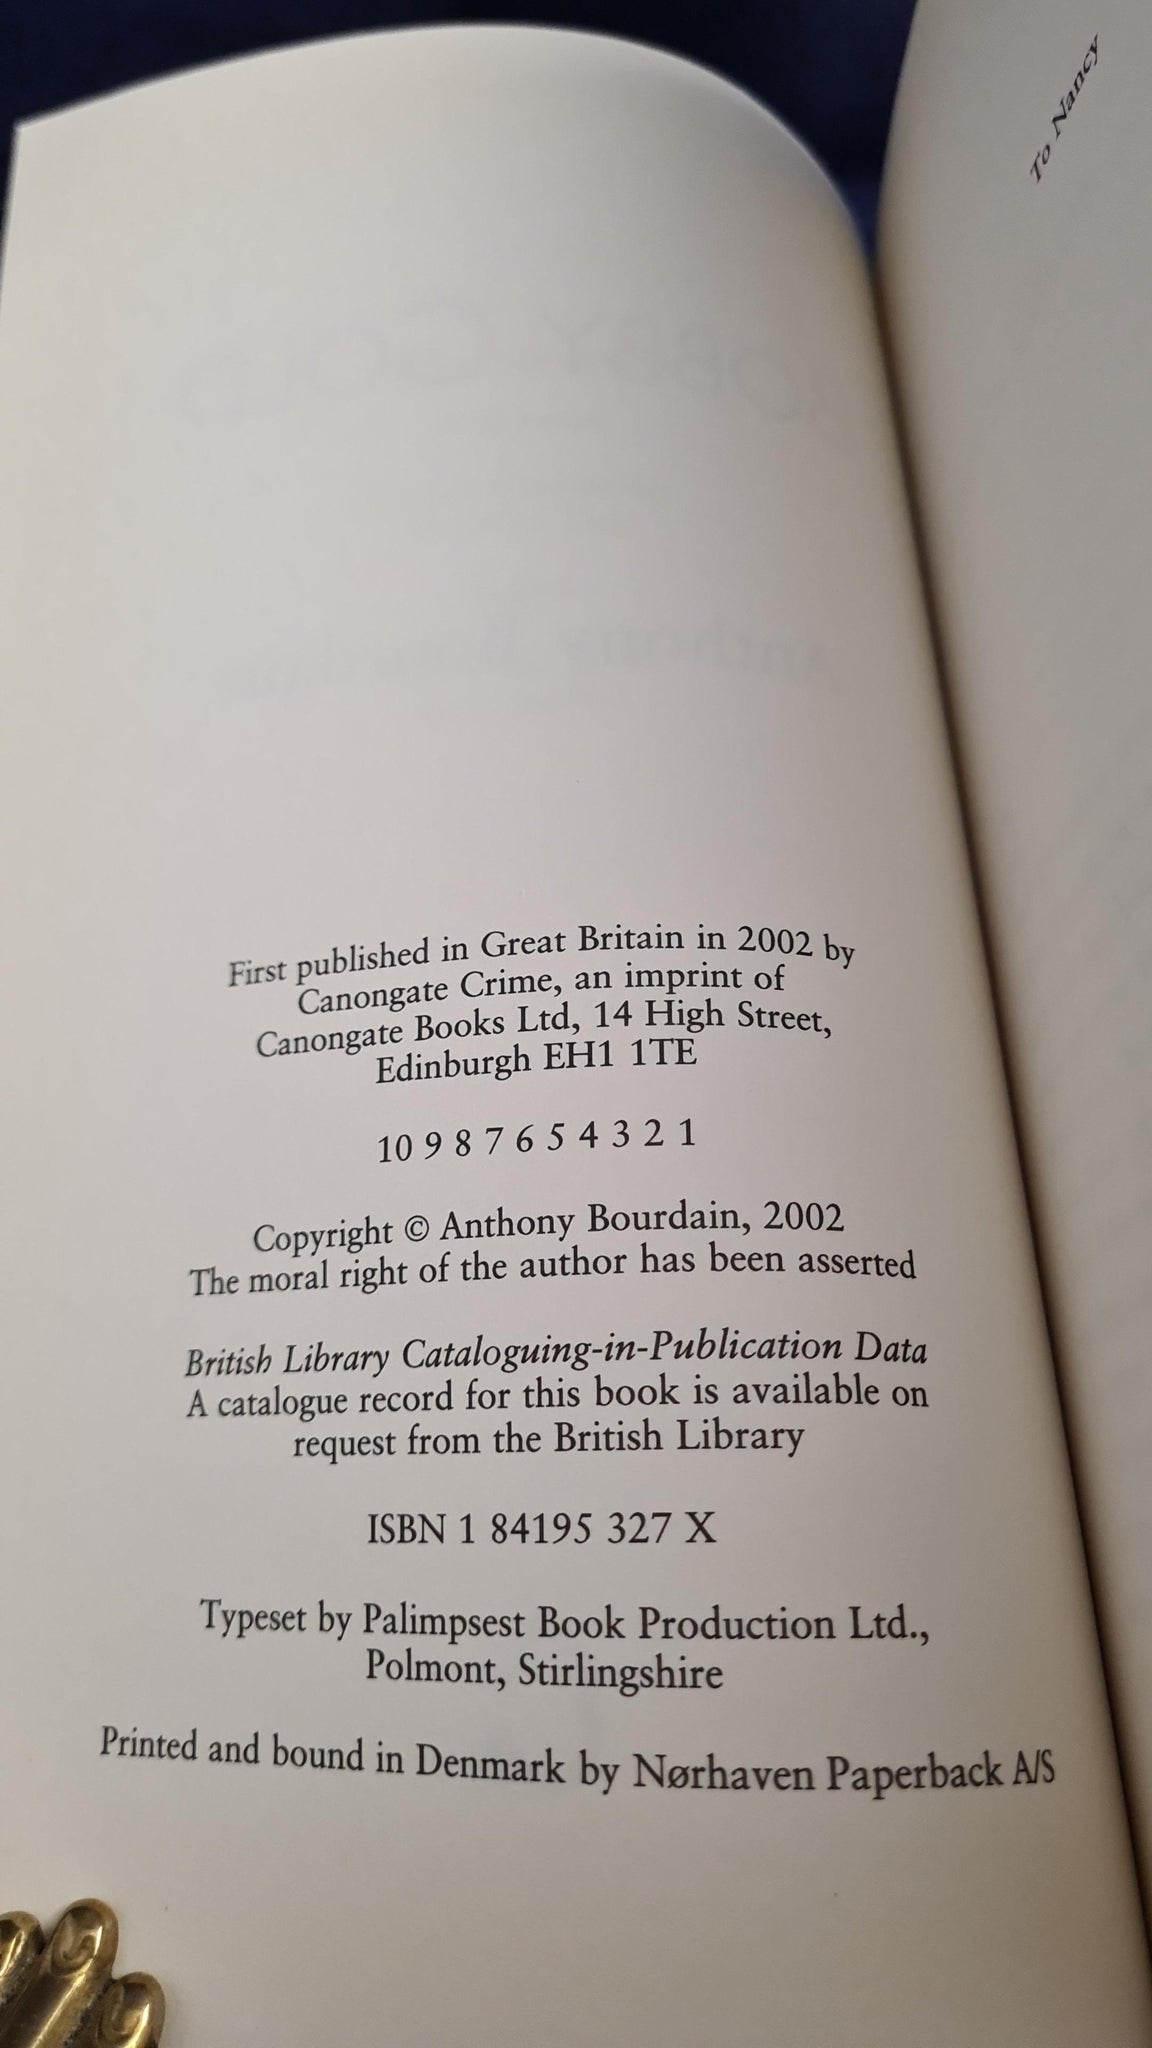 First published in Great Britain in 2002 by
Canongate Crime, an imprint of
Canongate Books Ltd, 14 High Street,
Edinburgh EH1 1TE
10 9 8 7 6 5 4 3 2 1
Copyright © Anthony Bourdain, 2002
The moral right of the author has been asserted
British Library Cataloguing-in-Publication Data
A catalogue record for this book is available on
request from the British Library
ISBN 1 84195 327 X
Typeset by Palimpsest Book Production Ltd.,
Polmont, Stirlingshire
Printed and bound in Denmark by Nørhaven Paperback A/S
To Nancy